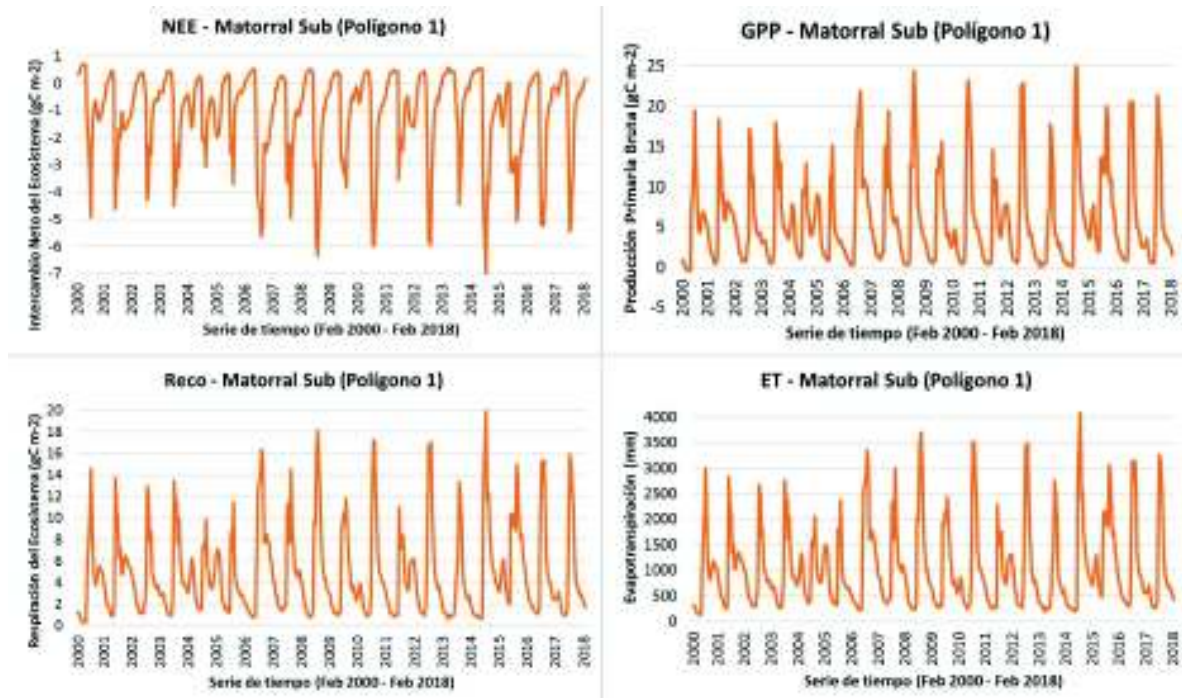 NEE - Matorral Sub (Polígono 1)
Intercambio Neto del Ecosistema (gC m-2)
1
0
-1
-2
-3
-4
-5
-6
-7
2000 2001 2002 2003 2004 2005 2006 2007 2008 2009 2010 2011 2012 2013 2014 2015 2016 2017 2018
Serie de tiempo (Feb 2000 - Feb 2018)
GPP - Matorral Sub (Polígono 1)
Producción Primaria Bruta (gC m-2)
25
20
15
10
5
0
-5
2000 2001 2002 2003 2004 2005 2006 2007 2008 2009 2010 2011 2012 2013 2014 2015 2016 2017 2018
Serie de tiempo (Feb 2000 - Feb 2018)
Reco - Matorral Sub (Polígono 1)
Respiración del Ecosistema (gC m-2)
20
18
16
14
12
10
8
6
4
2
0
2000 2001 2002 2003 2004 2005 2006 2007 2008 2009 2010 2011 2012 2013 2014 2015 2016 2017 2018
Serie de tiempo (Feb 2000 - Feb 2018)
ET - Matorral Sub (Polígono 1)
Evapotranspiración (mm)
4000
3500
3000
2500
2000
1500
1000
500
0
2000 2001 2002 2003 2004 2005 2006 2007 2008 2009 2010 2011 2012 2013 2014 2015 2016 2017 2018
Serie de tiempo (Feb 2000 - Feb 2018)